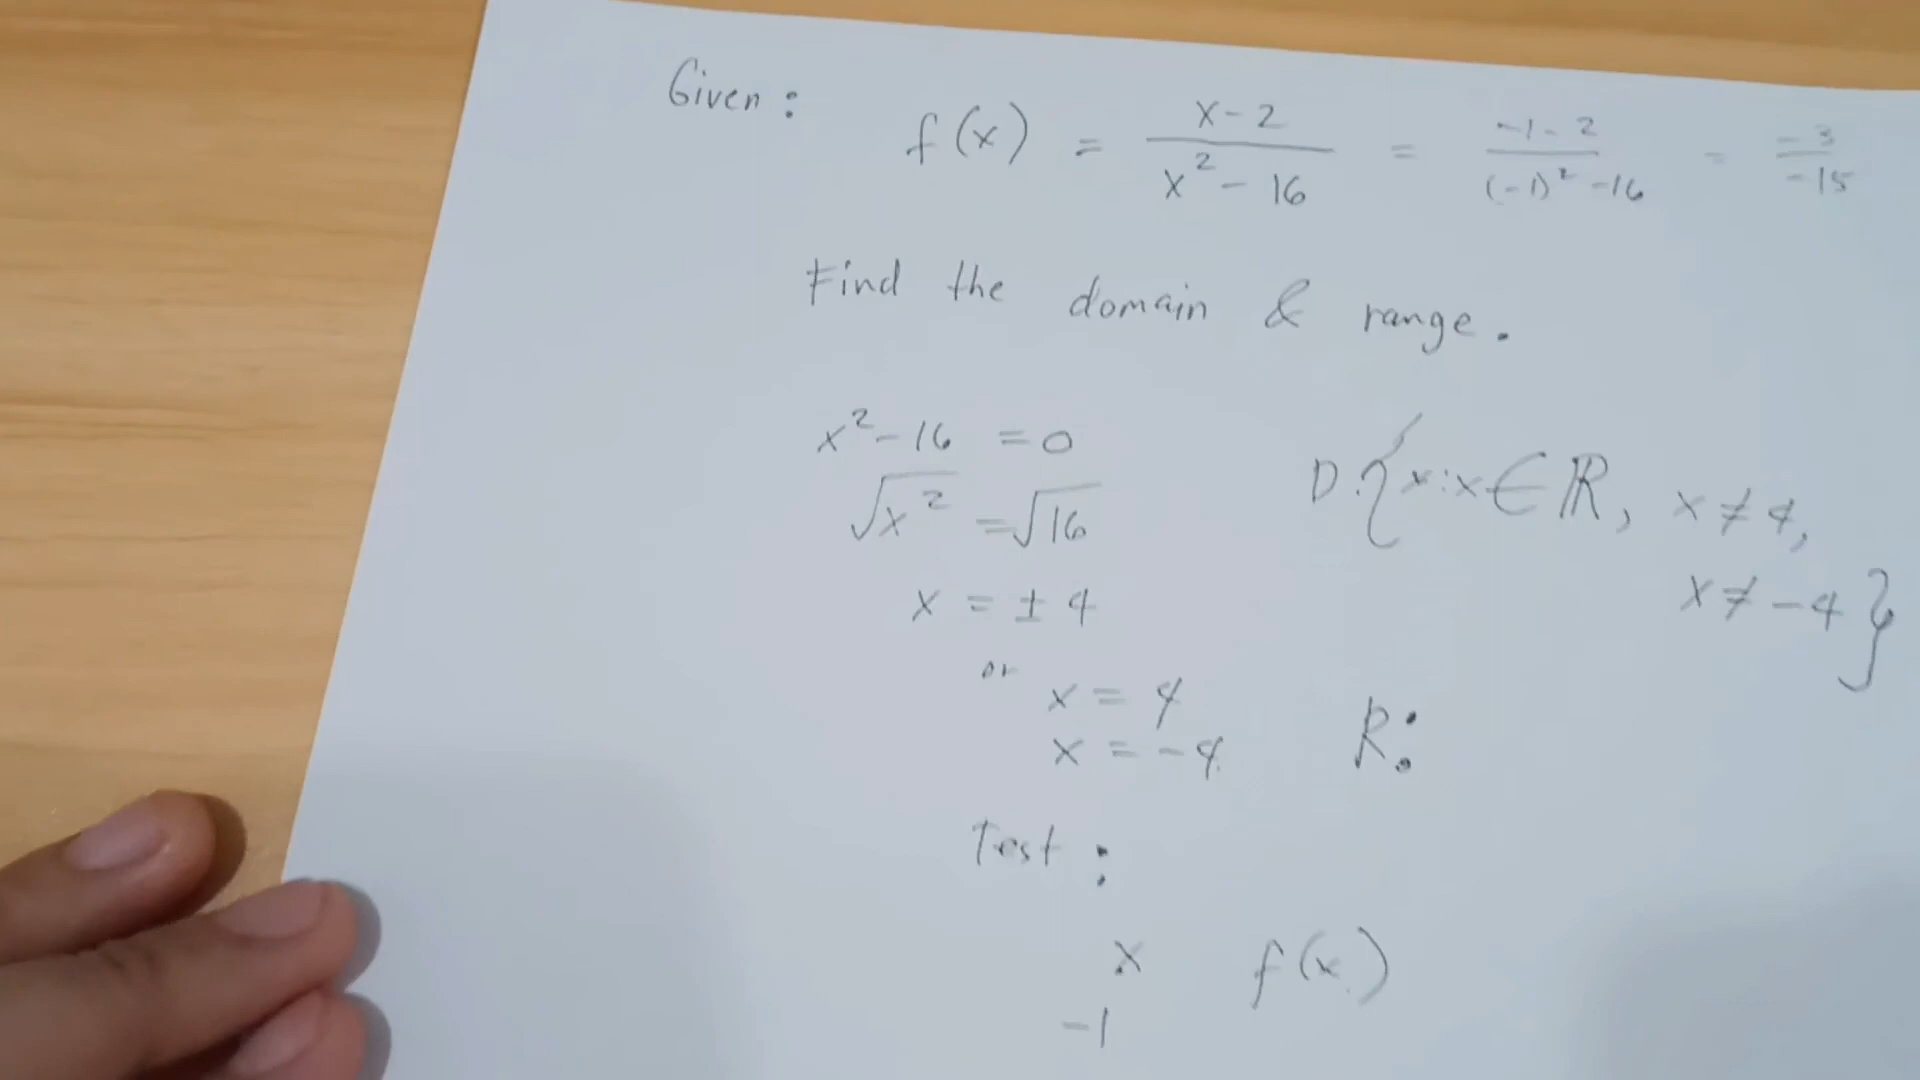 Given :
f(x) = x-2 / x² - 16 = -1-2 / (-1)² -16 = -3 / -15
Find the domain & range.
x² - 16 = 0
√x² = √16
x = ± 4
or x = 4
x = -4
D: {x:x ∈ ℝ, x ≠ 4,
x ≠ -4}
R:
Test :
x f(x)
-1